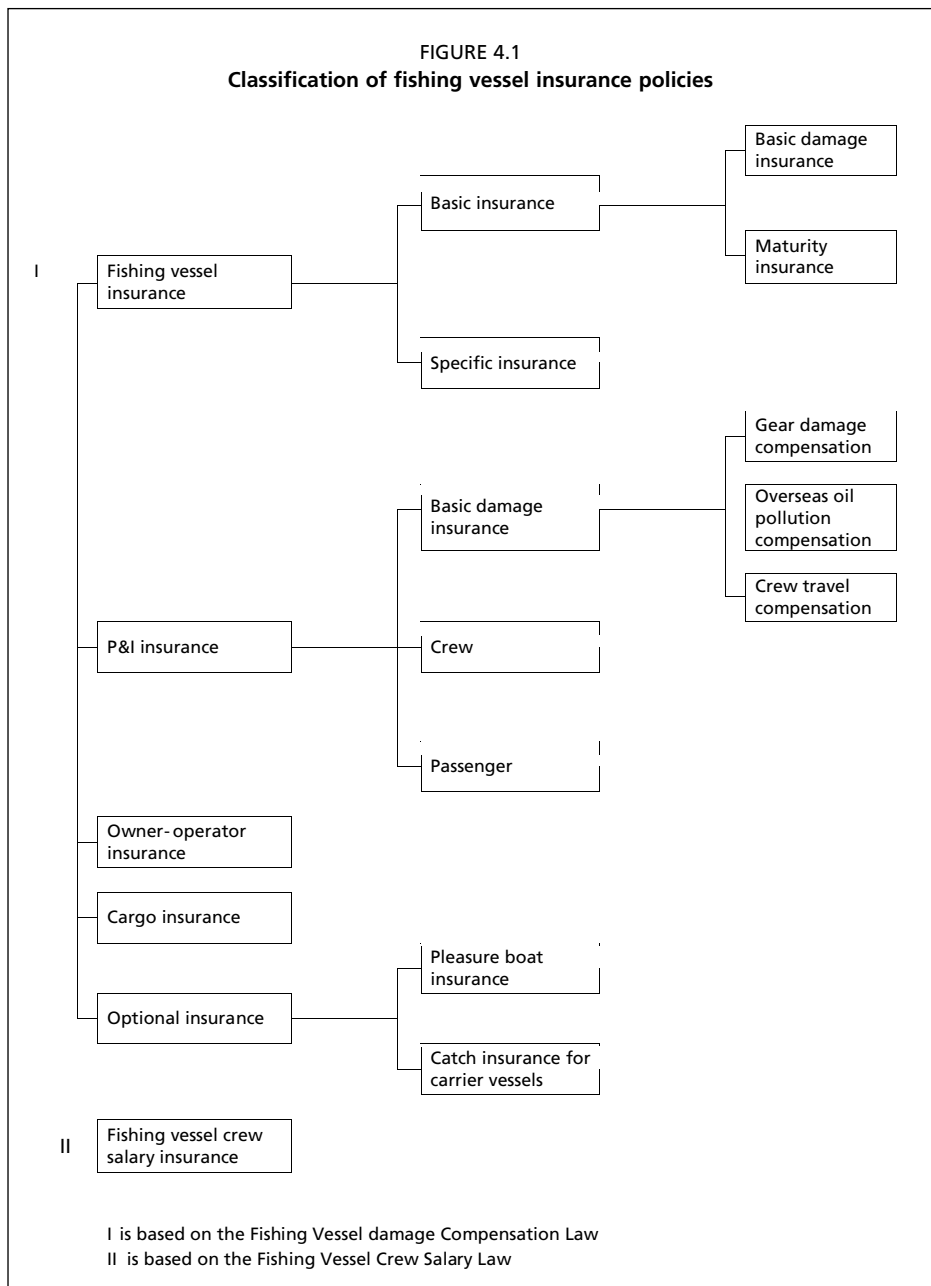 FIGURE 4.1
Classification of fishing vessel insurance policies
Basic damage
insurance
Basic insurance
Maturity
insurance
I
Fishing vessel
insurance
Specific insurance
Gear damage
compensation
Basic damage
insurance
Overseas oil
pollution
compensation
Crew travel
compensation
P&I insurance
Crew
Passenger
Owner-operator
insurance
Cargo insurance
Pleasure boat
insurance
Optional insurance
Catch insurance for
carrier vessels
II
Fishing vessel crew
salary insurance
I is based on the Fishing Vessel damage Compensation Law
II is based on the Fishing Vessel Crew Salary Law